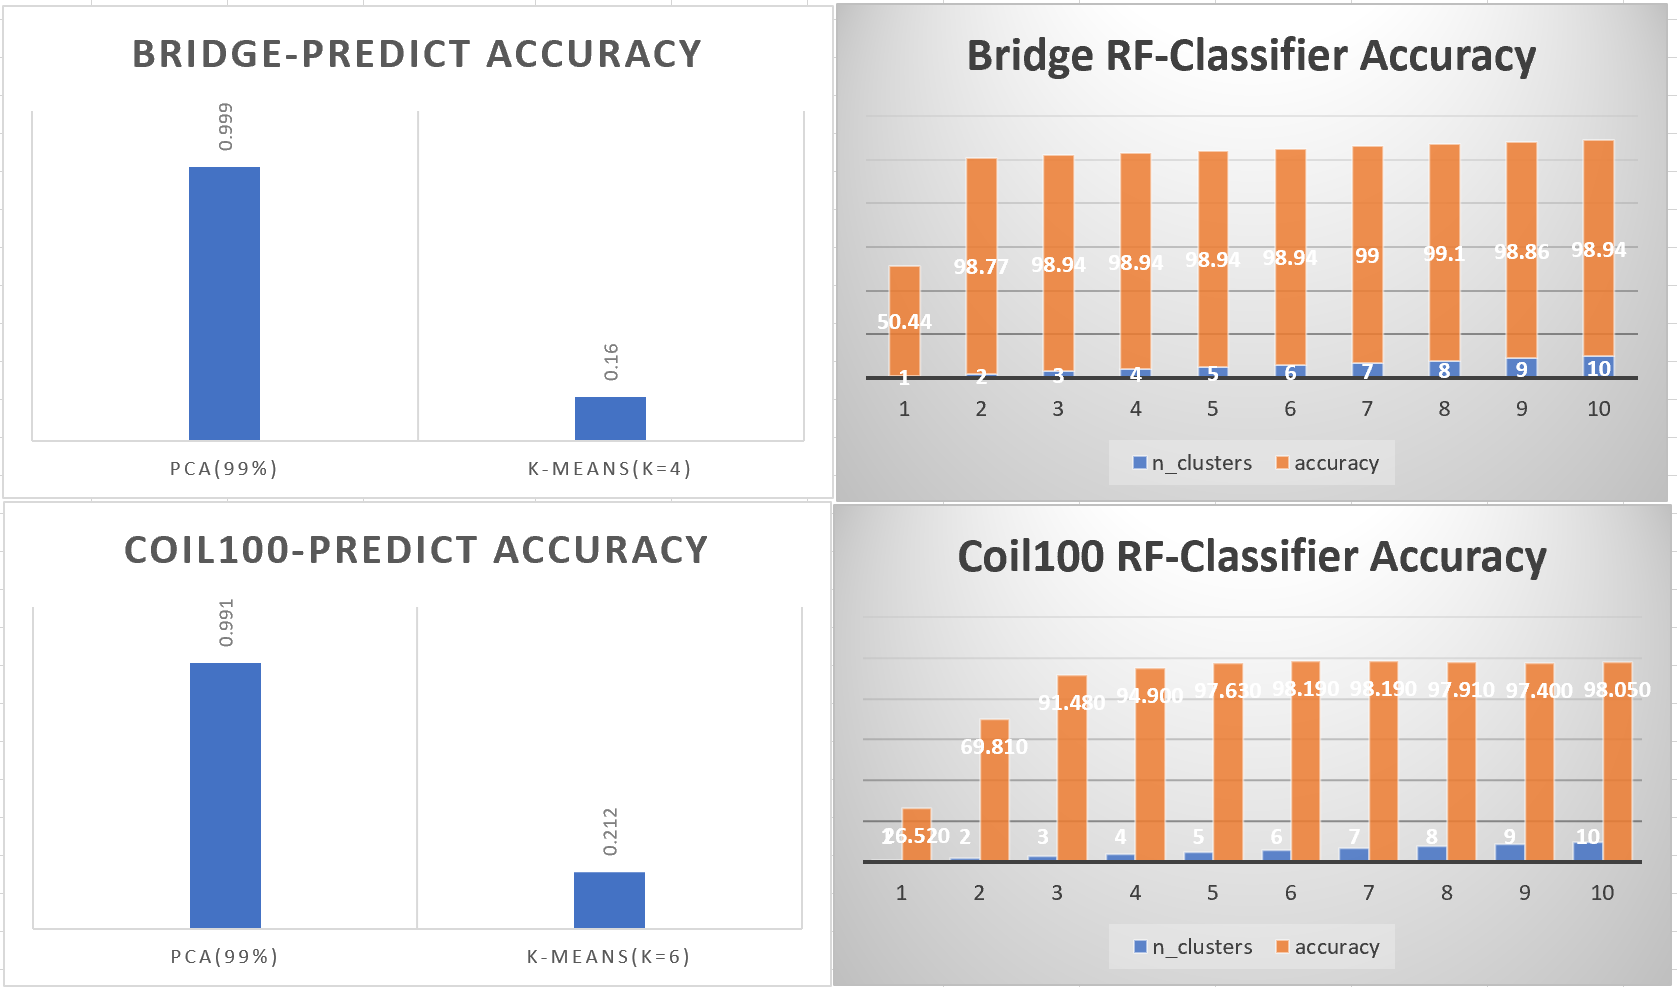 BRIDGE-PREDICT ACCURACY
0.999
0.16
PCA(99%)
K-MEANS(K=4)
Bridge RF-Classifier Accuracy
50.44
98.77
98.94
98.94
98.94
98.94
99
99.1
98.86
98.94
1 2 3 4 5 6 7 8 9 10
1 2 3 4 5 6 7 8 9 10
n_clusters accuracy
COIL100-PREDICT ACCURACY
0.991
0.212
PCA(99%)
K-MEANS(K=6)
Coil100 RF-Classifier Accuracy
26.520
69.810
91.480
94.900
97.630
98.190
98.190
97.910
97.400
98.050
1 2 3 4 5 6 7 8 9 10
1 2 3 4 5 6 7 8 9 10
n_clusters accuracy